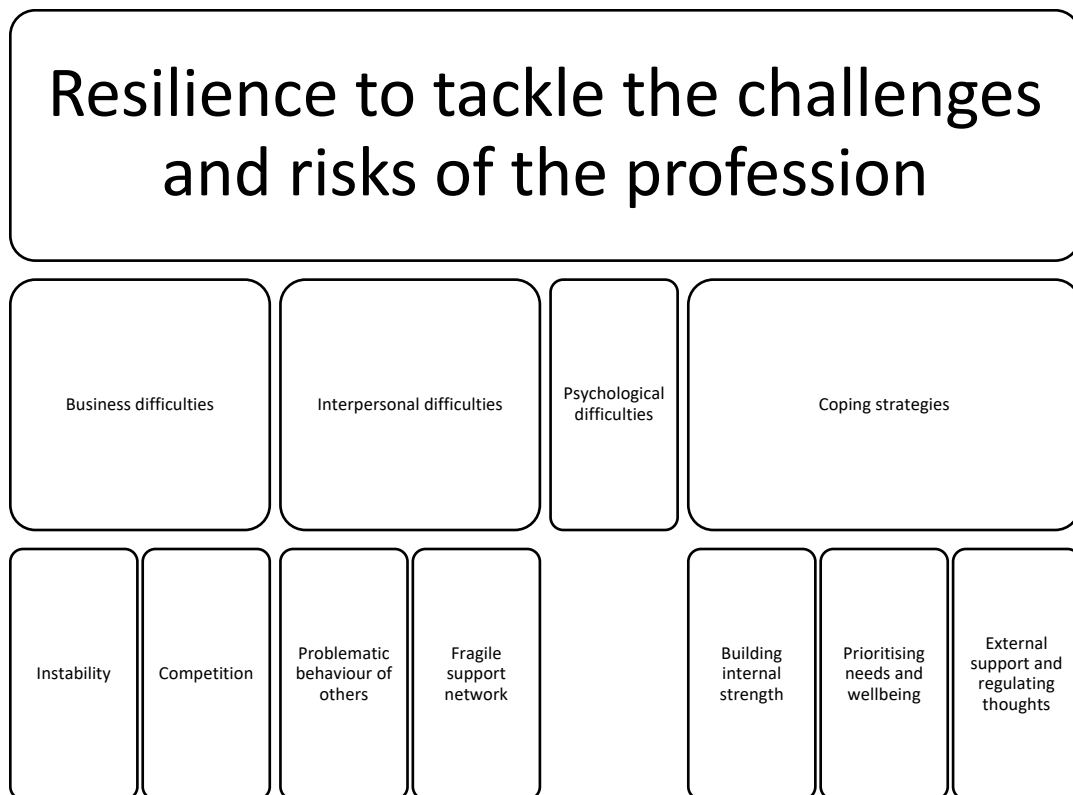 Resilience to tackle the challenges
and risks of the profession
Business difficulties
Interpersonal difficulties
Psychological
difficulties
Coping strategies
Instability
Competition
Problematic
behaviour of
others
Fragile
support
network
Building
internal
strength
Prioritising
needs and
wellbeing
External
support and
regulating
thoughts